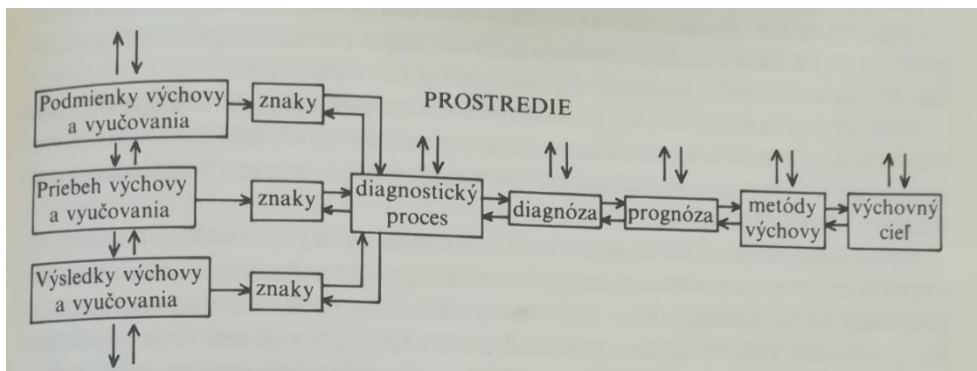 PROSTREDIE
Podmienky výchovy
a vyučovania
znaky
Priebeh výchovy
a vyučovania
znaky
diagnostický
proces
diagnóza
prognóza
metódy
výchovy
výchovný
cieľ
Výsledky výchovy
a vyučovania
znaky